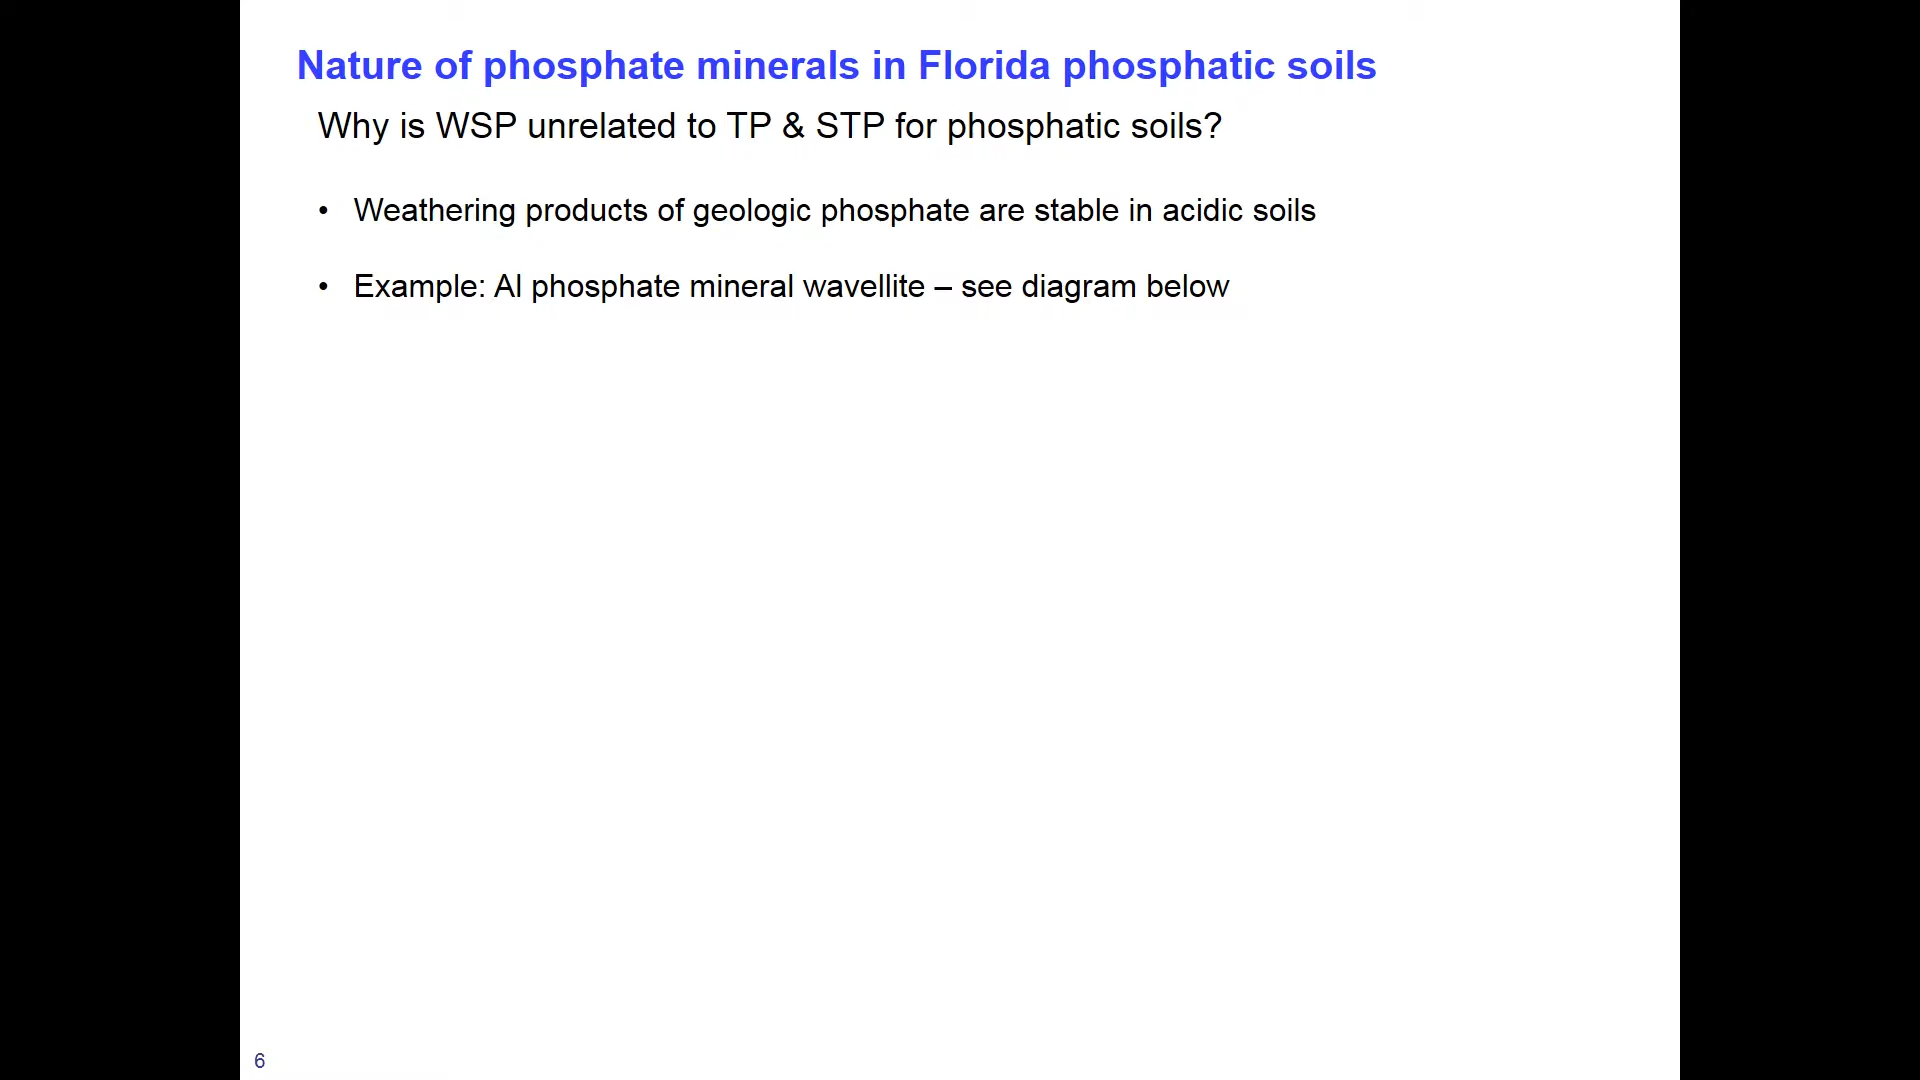 Nature of phosphate minerals in Florida phosphatic soils
Why is WSP unrelated to TP & STP for phosphatic soils?
• Weathering products of geologic phosphate are stable in acidic soils
• Example: Al phosphate mineral wavellite – see diagram below
6